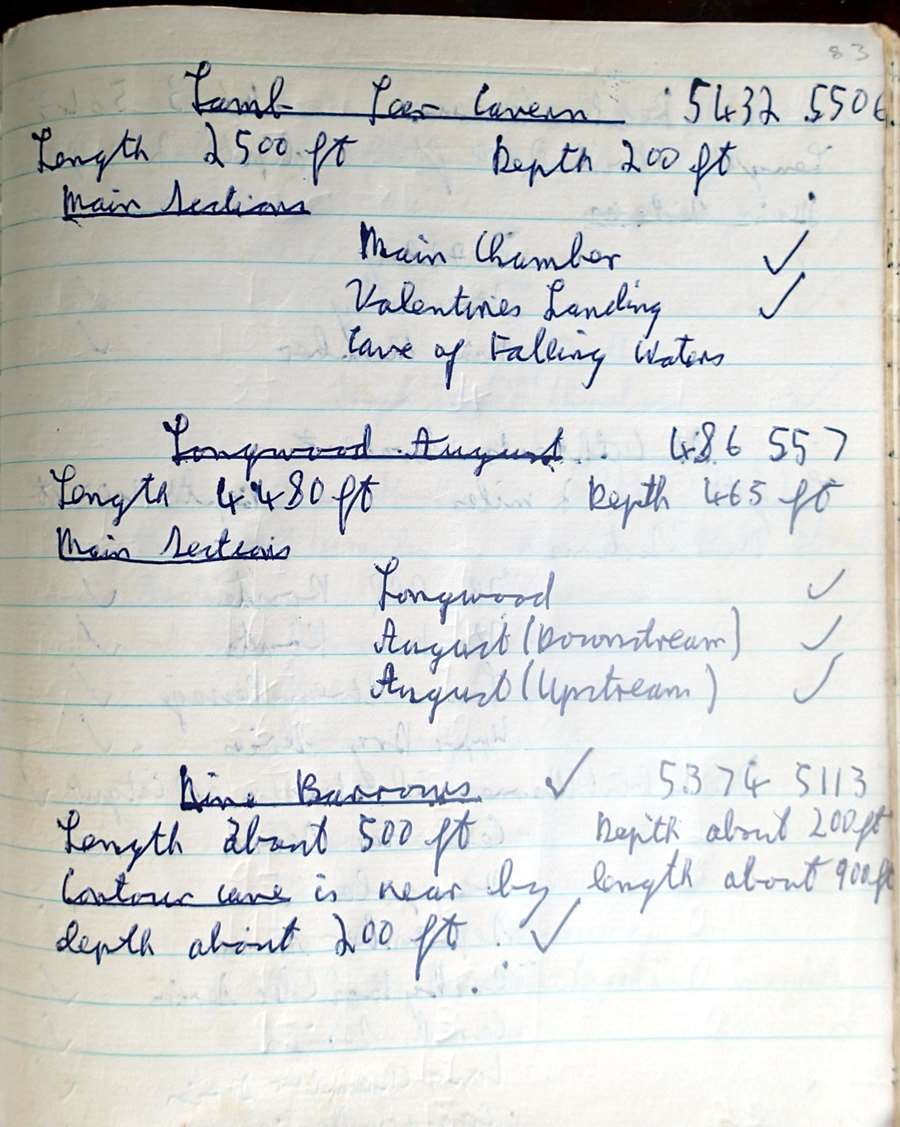 83
Lamb Leer Cavern 5432 5506
Length 2500 ft Depth 200 ft
Main Sections
Main Chamber ✓
Valentines Landing ✓
Cave of Falling Waters
Longwood August 486 557
Length 4480 ft Depth 465 ft
Main Sections
Longwood ✓
August (Downstream) ✓
August (Upstream) ✓
Nine Barrows ✓ 5374 5113
Length about 500 ft Depth about 200 ft
Contour cave is near by length about 900 ft
depth about 200 ft. ✓